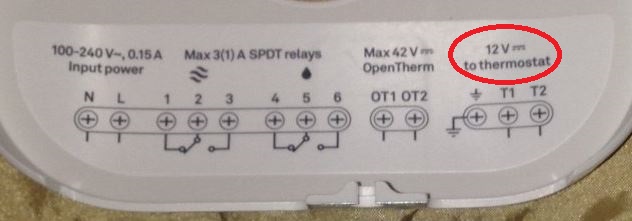 100-240 V~, 0.15 A Max 3(1) A SPDT relays Max 42 V⎓ 12 V⎓
Input power OpenTherm to thermostat
N L 1 2 3 4 5 6 OT1 OT2 ⏚ T1 T2